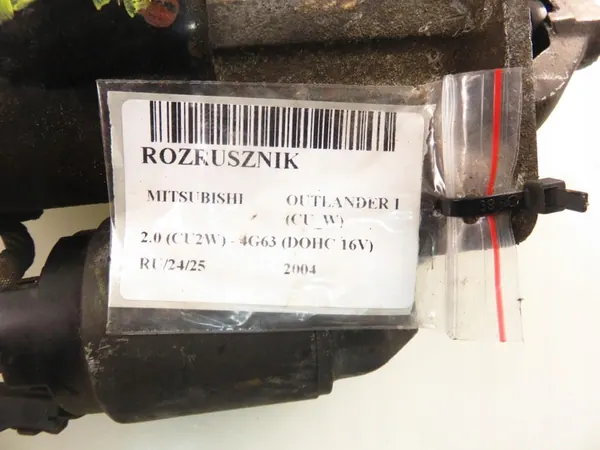 ROZRUSZNIK
MITSUBISHI OUTLANDER I
(CU_W)
2.0 (CU2W) - 4G63 (DOHC 16V)
RU/24/25 2004